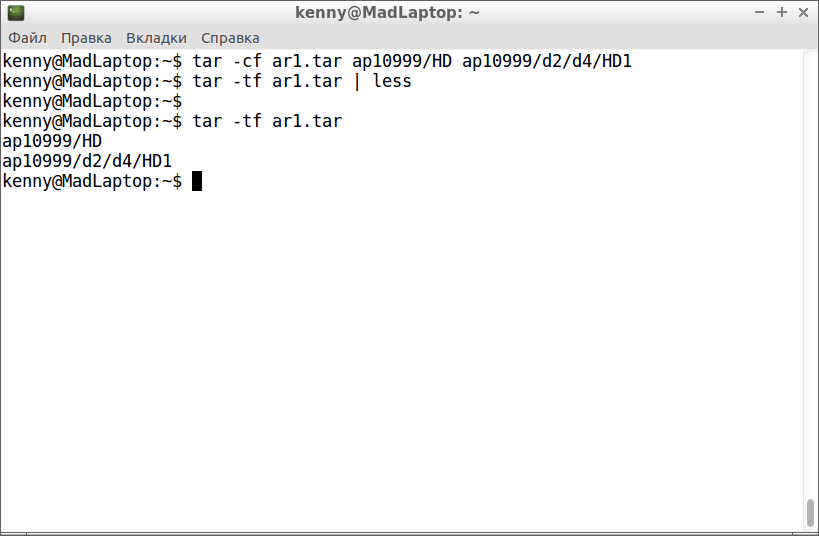 kenny@MadLaptop: ~
Файл Правка Вкладки Справка
kenny@MadLaptop:~$ tar -cf ar1.tar ap10999/HD ap10999/d2/d4/HD1
kenny@MadLaptop:~$ tar -tf ar1.tar | less
kenny@MadLaptop:~$
kenny@MadLaptop:~$ tar -tf ar1.tar
ap10999/HD
ap10999/d2/d4/HD1
kenny@MadLaptop:~$